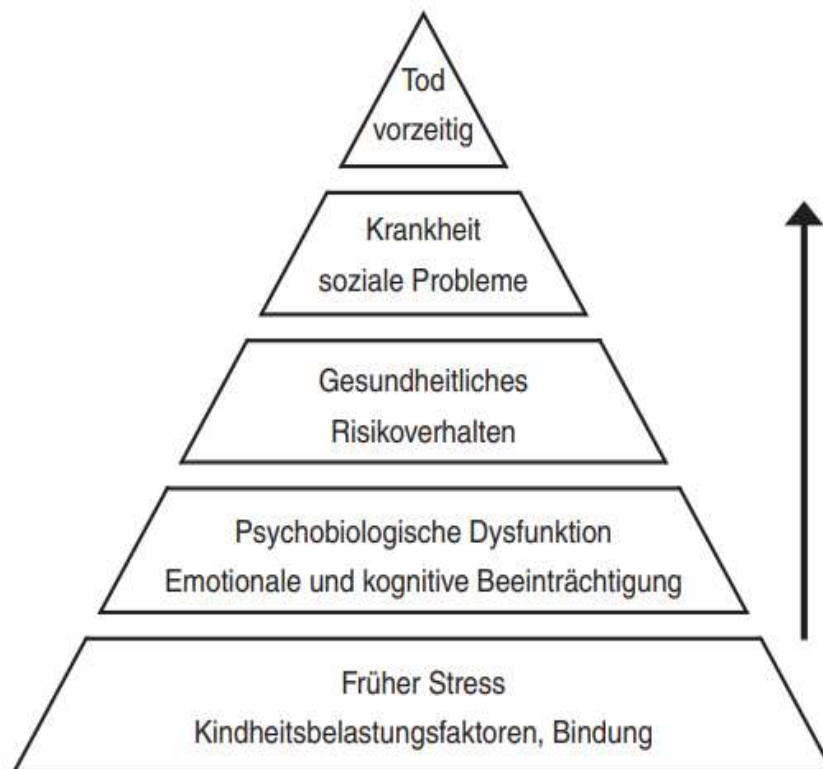 Tod
vorzeitig
Krankheit
soziale Probleme
Gesundheitliches
Risikoverhalten
Psychobiologische Dysfunktion
Emotionale und kognitive Beeinträchtigung
Früher Stress
Kindheitsbelastungsfaktoren, Bindung